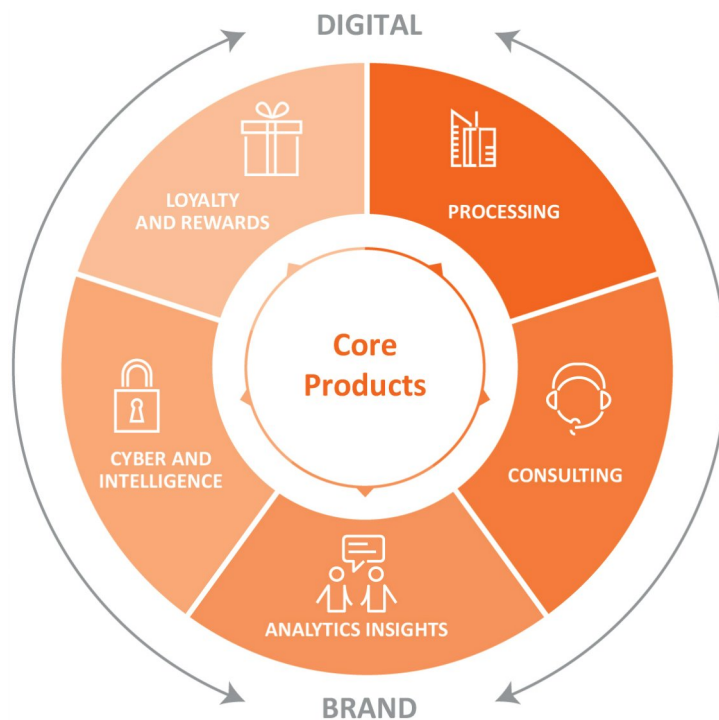 DIGITAL
LOYALTY
AND REWARDS
PROCESSING
Core
Products
CYBER AND
INTELLIGENCE
CONSULTING
ANALYTICS INSIGHTS
BRAND